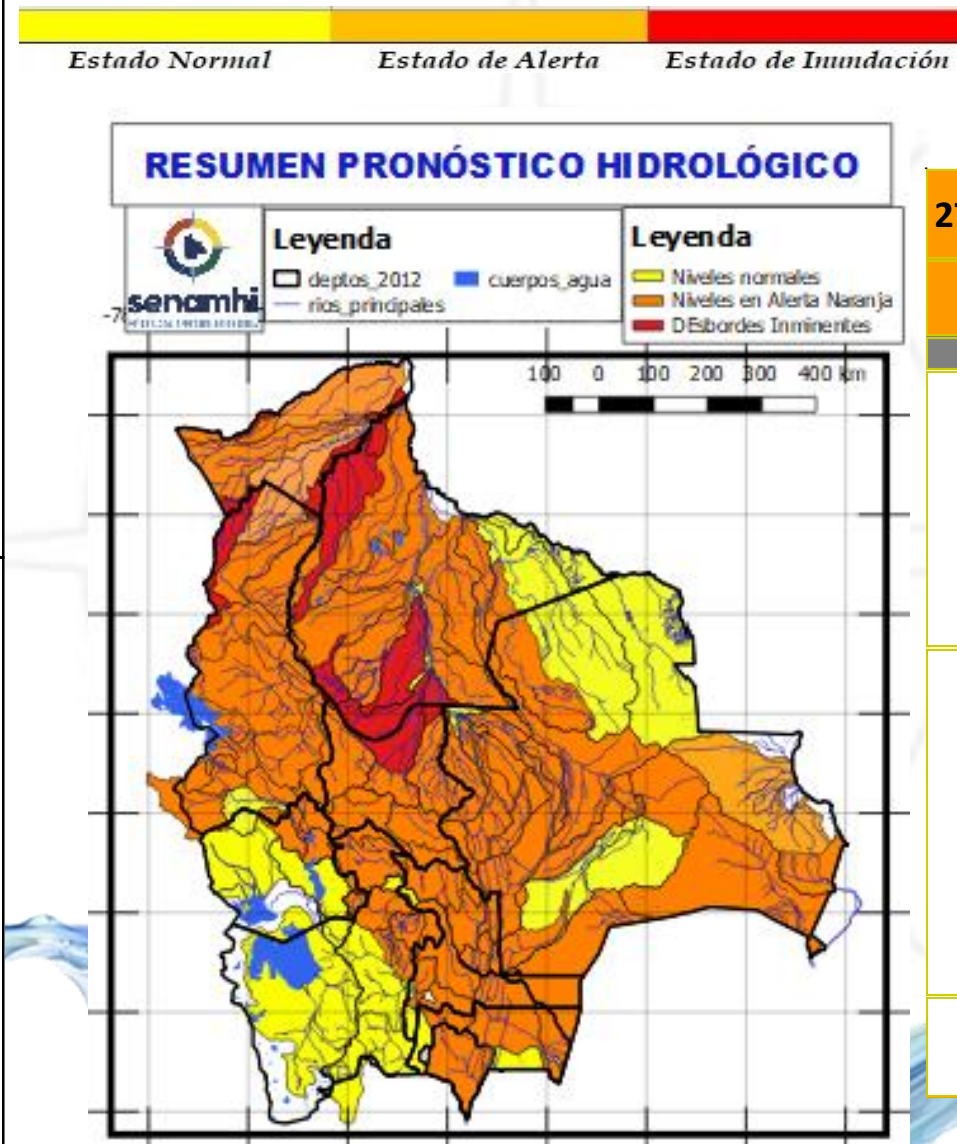 Estado Normal Estado de Alerta Estado de Inundación
RESUMEN PRONÓSTICO HIDROLÓGICO
senamhi
Leyenda
deptos_2012 cuerpos_agua
rios_principales
Leyenda
Niveles normales
Niveles en Alerta Naranja
DEsbordes Inminentes
100 0 100 200 300 400 km